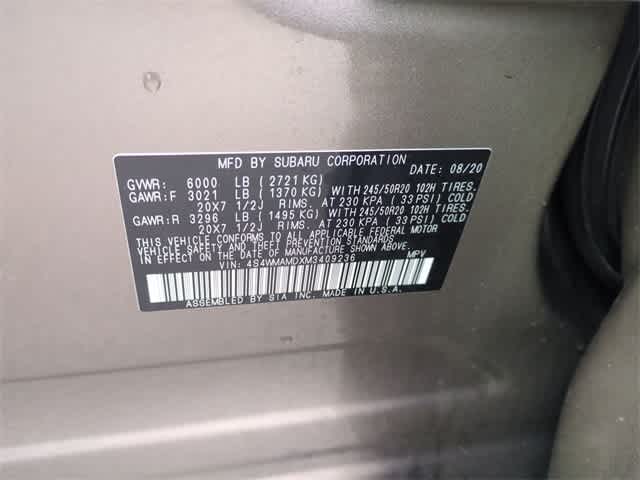 MFD BY SUBARU CORPORATION DATE: 08/20
GVWR: 6000 LB (2721 KG)
GAWR:F 3021 LB (1370 KG) WITH 245/50R20 102H TIRES.
20X7 1/2J RIMS. AT 230 KPA (33 PSI) COLD
GAWR:R 3296 LB (1495 KG) WITH 245/50R20 102H TIRES.
20X7 1/2J RIMS. AT 230 KPA (33 PSI) COLD
THIS VEHICLE CONFORMS TO ALL APPLICABLE FEDERAL MOTOR
VEHICLE SAFETY AND THEFT PREVENTION STANDARDS
IN EFFECT ON THE DATE OF MANUFACTURE SHOWN ABOVE.
VIN: 4S4WMAMDXM3409236 MPV
ASSEMBLED BY SIA INC. MADE IN U.S.A.